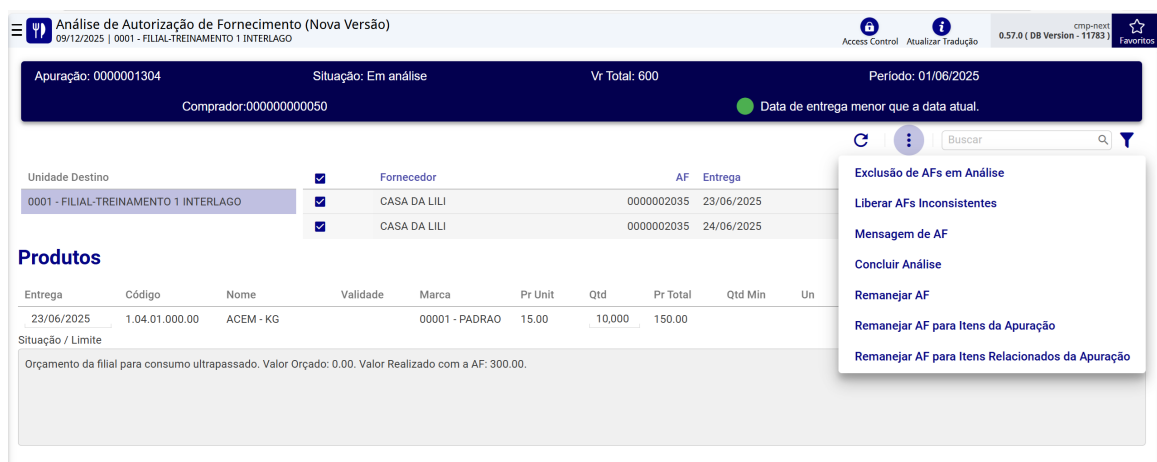 Análise de Autorização de Fornecimento (Nova Versão)
09/12/2025 | 0001 - FILIAL-TREINAMENTO 1 INTERLAGO
Access Control
Atualizar Tradução
cmp-next
0.57.0 ( DB Version - 11783 )
Favoritos
Apuração: 0000001304 Situação: Em análise Vr Total: 600 Período: 01/06/2025
Comprador:000000000050 Data de entrega menor que a data atual.
Buscar
Unidade Destino
0001 - FILIAL-TREINAMENTO 1 INTERLAGO
Fornecedor AF Entrega
CASA DA LILI 0000002035 23/06/2025
CASA DA LILI 0000002035 24/06/2025
Exclusão de AFs em Análise
Liberar AFs Inconsistentes
Mensagem de AF
Concluir Análise
Remanejar AF
Remanejar AF para Itens da Apuração
Remanejar AF para Itens Relacionados da Apuração
Produtos
Entrega Código Nome Validade Marca Pr Unit Qtd Pr Total Qtd Min Un
23/06/2025 1.04.01.000.00 ACEM - KG 00001 - PADRAO 15.00 10,000 150.00
Situação / Limite
Orçamento da filial para consumo ultrapassado. Valor Orçado: 0.00. Valor Realizado com a AF: 300.00.